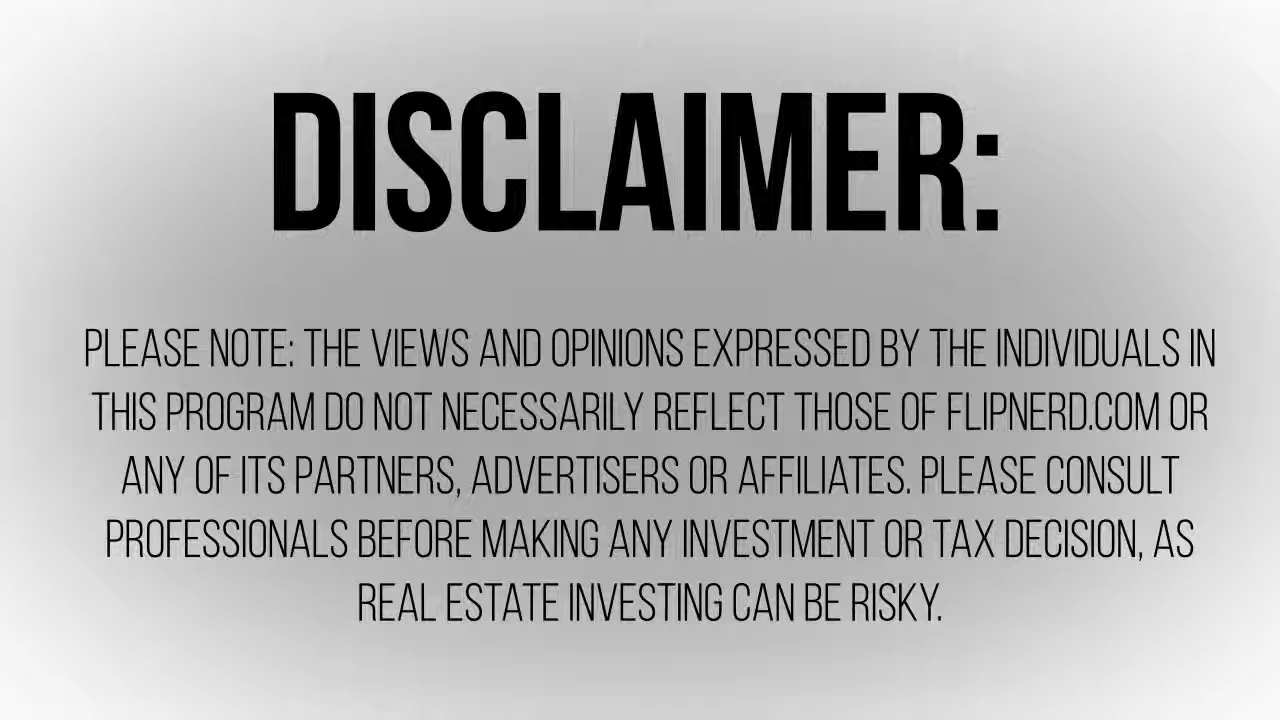 DISCLAIMER:
PLEASE NOTE: THE VIEWS AND OPINIONS EXPRESSED BY THE INDIVIDUALS IN
THIS PROGRAM DO NOT NECESSARILY REFLECT THOSE OF FLIPNERD.COM OR
ANY OF ITS PARTNERS, ADVERTISERS OR AFFILIATES. PLEASE CONSULT
PROFESSIONALS BEFORE MAKING ANY INVESTMENT OR TAX DECISION, AS
REAL ESTATE INVESTING CAN BE RISKY.